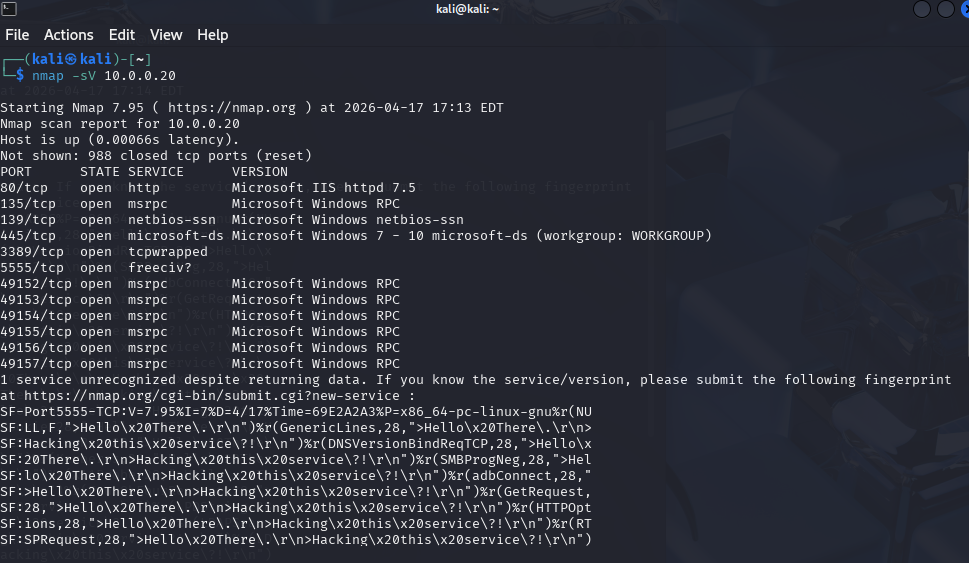 kali@kali: ~
File Actions Edit View Help
┌──(kali㉿kali)-[~]
└─$ nmap -sV 10.0.0.20
Starting Nmap 7.95 ( https://nmap.org ) at 2026-04-17 17:13 EDT
Nmap scan report for 10.0.0.20
Host is up (0.00066s latency).
Not shown: 988 closed tcp ports (reset)
PORT      STATE SERVICE      VERSION
80/tcp    open  http         Microsoft IIS httpd 7.5
135/tcp   open  msrpc        Microsoft Windows RPC
139/tcp   open  netbios-ssn  Microsoft Windows netbios-ssn
445/tcp   open  microsoft-ds Microsoft Windows 7 - 10 microsoft-ds (workgroup: WORKGROUP)
3389/tcp  open  tcpwrapped
5555/tcp  open  freeciv?
49152/tcp open  msrpc        Microsoft Windows RPC
49153/tcp open  msrpc        Microsoft Windows RPC
49154/tcp open  msrpc        Microsoft Windows RPC
49155/tcp open  msrpc        Microsoft Windows RPC
49156/tcp open  msrpc        Microsoft Windows RPC
49157/tcp open  msrpc        Microsoft Windows RPC
1 service unrecognized despite returning data. If you know the service/version, please submit the following fingerprint
at https://nmap.org/cgi-bin/submit.cgi?new-service :
SF-Port5555-TCP:V=7.95%I=7%D=4/17%Time=69E2A2A3%P=x86_64-pc-linux-gnu%r(NU
SF:LL,F,">Hello\x20There\.\r\n")%r(GenericLines,28,">Hello\x20There\.\r\n>
SF:Hacking\x20this\x20service\?!\r\n")%r(DNSVersionBindReqTCP,28,">Hello\x
SF:20There\.\r\n>Hacking\x20this\x20service\?!\r\n")%r(SMBProgNeg,28,">Hel
SF:lo\x20There\.\r\n>Hacking\x20this\x20service\?!\r\n")%r(adbConnect,28,"
SF:>Hello\x20There\.\r\n>Hacking\x20this\x20service\?!\r\n")%r(GetRequest,
SF:28,">Hello\x20There\.\r\n>Hacking\x20this\x20service\?!\r\n")%r(HTTPOpt
SF:ions,28,">Hello\x20There\.\r\n>Hacking\x20this\x20service\?!\r\n")%r(RT
SF:SPRequest,28,">Hello\x20There\.\r\n>Hacking\x20this\x20service\?!\r\n")